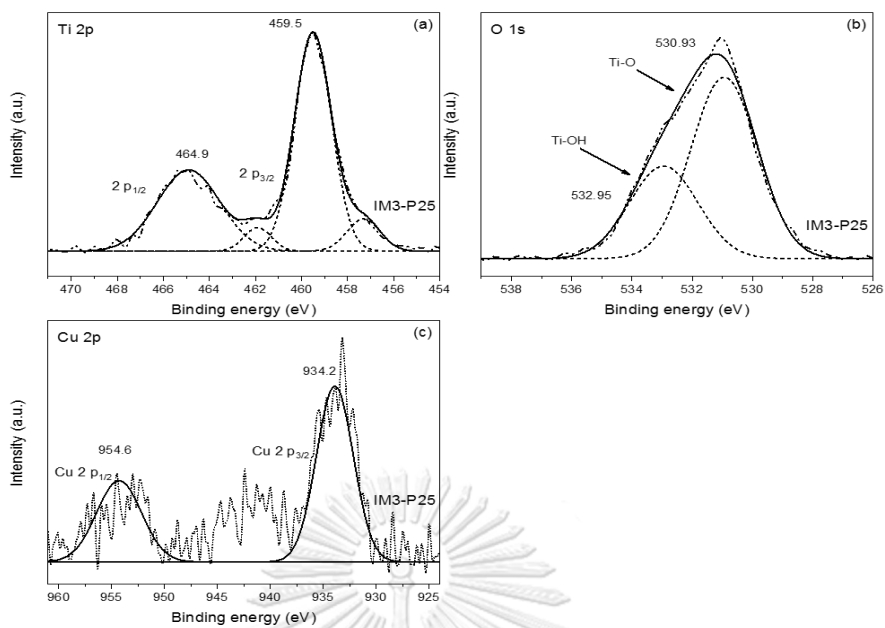 Ti 2p
(a)
459.5
464.9
2 p1/2
2 p3/2
IM3-P25
Intensity (a.u.)
470 468 466 464 462 460 458 456 454
Binding energy (eV)
O 1s
(b)
530.93
Ti-O
Ti-OH
532.95
IM3-P25
Intensity (a.u.)
538 536 534 532 530 528 526
Binding energy (eV)
Cu 2p
(c)
934.2
954.6
Cu 2 p3/2
Cu 2 p1/2
IM3-P25
Intensity (a.u.)
960 955 950 945 940 935 930 925
Binding energy (eV)